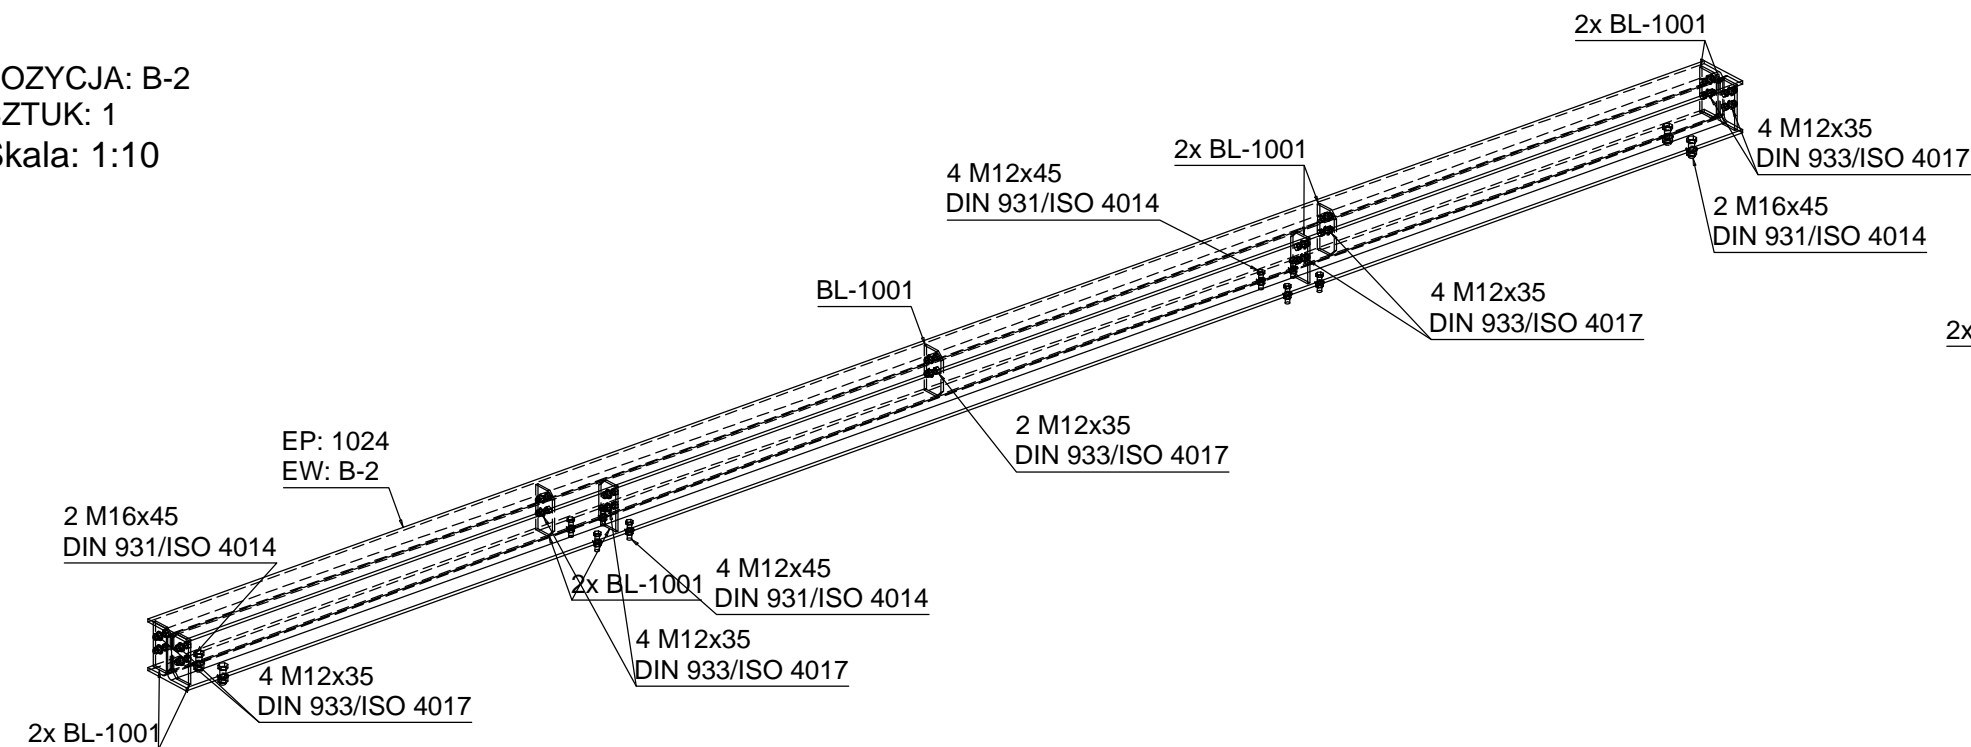 OZYCJA: B-2
ZTUK: 1
Skala: 1:10
2x BL-1001
4 M12x35
DIN 933/ISO 4017
2 M16x45
DIN 931/ISO 4014
2x BL-1001
4 M12x45
DIN 931/ISO 4014
4 M12x35
DIN 933/ISO 4017
2x
BL-1001
2 M12x35
DIN 933/ISO 4017
EP: 1024
EW: B-2
2 M16x45
DIN 931/ISO 4014
2x BL-1001
4 M12x45
DIN 931/ISO 4014
4 M12x35
DIN 933/ISO 4017
4 M12x35
DIN 933/ISO 4017
2x BL-1001